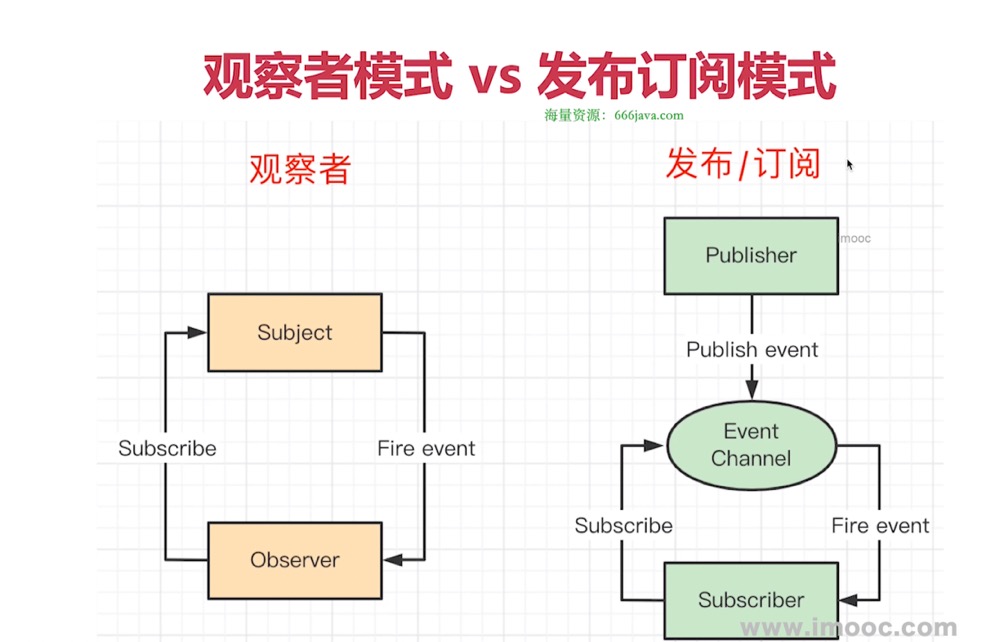 观察者模式 vs 发布订阅模式
海量资源：666java.com
观察者
发布/订阅
Publisher
imooc
Subject
Publish event
Event
Channel
Subscribe
Fire event
Subscribe
Fire event
Observer
Subscriber
www.imooc.com